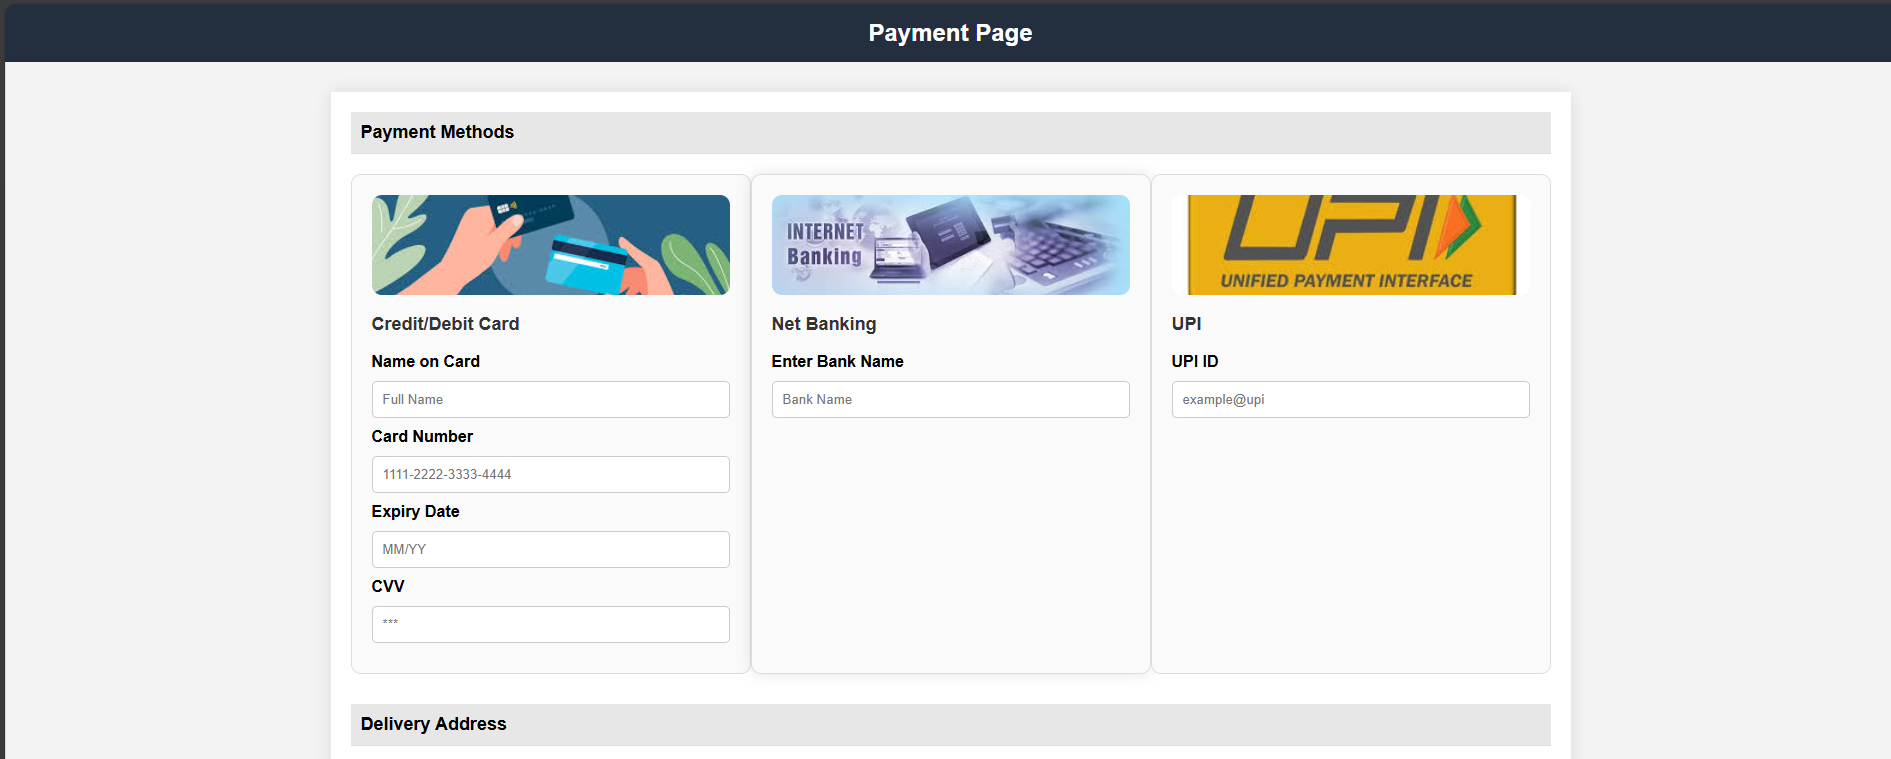 Payment Page
Payment Methods
INTERNET
Banking
UPI
UNIFIED PAYMENT INTERFACE
Credit/Debit Card
Name on Card
Full Name
Card Number
1111-2222-3333-4444
Expiry Date
MM/YY
CVV
***
Net Banking
Enter Bank Name
Bank Name
UPI
UPI ID
example@upi
Delivery Address